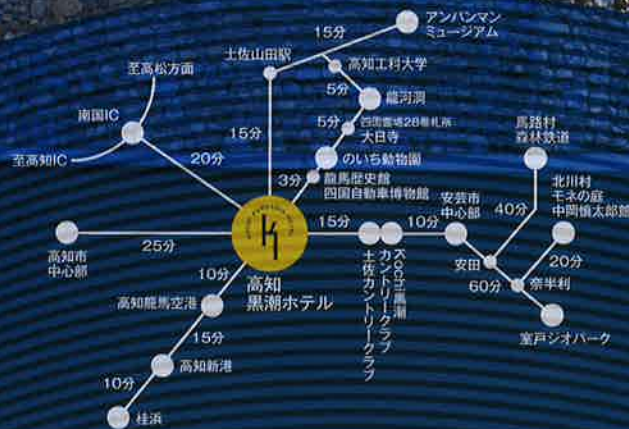 アンパンマン
ミュージアム
15分
土佐山田駅
高知工科大学
至高松方面
5分
龍河洞
南国IC
5分
四国霊場28番札所
大日寺
15分
馬路村
森林鉄道
至高知IC
20分
のいち動物園
3分
龍馬歴史館
四国自動車博物館
北川村
モネの庭
中岡慎太郎館
15分
10分
安芸市
中心部
40分
25分
高知市
中心部
20分
安田
10分
高知
黒潮ホテル
Kochi黒潮
カントリークラブ
土佐カントリークラブ
60分
奈半利
高知龍馬空港
室戸ジオパーク
15分
高知新港
10分
桂浜